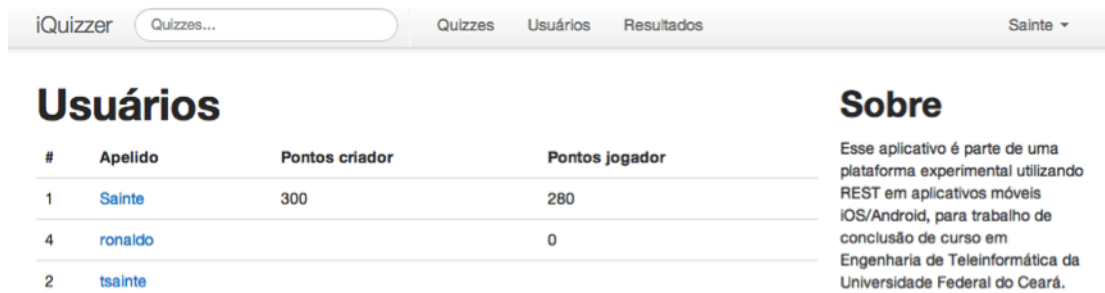 iQuizzer Quizzes... Quizzes Usuários Resultados Sainte
Usuários
# Apelido Pontos criador Pontos jogador
1 Sainte 300 280
4 ronaldo 0
2 tsainte
Sobre
Esse aplicativo é parte de uma
plataforma experimental utilizando
REST em aplicativos móveis
iOS/Android, para trabalho de
conclusão de curso em
Engenharia de Teleinformática da
Universidade Federal do Ceará.